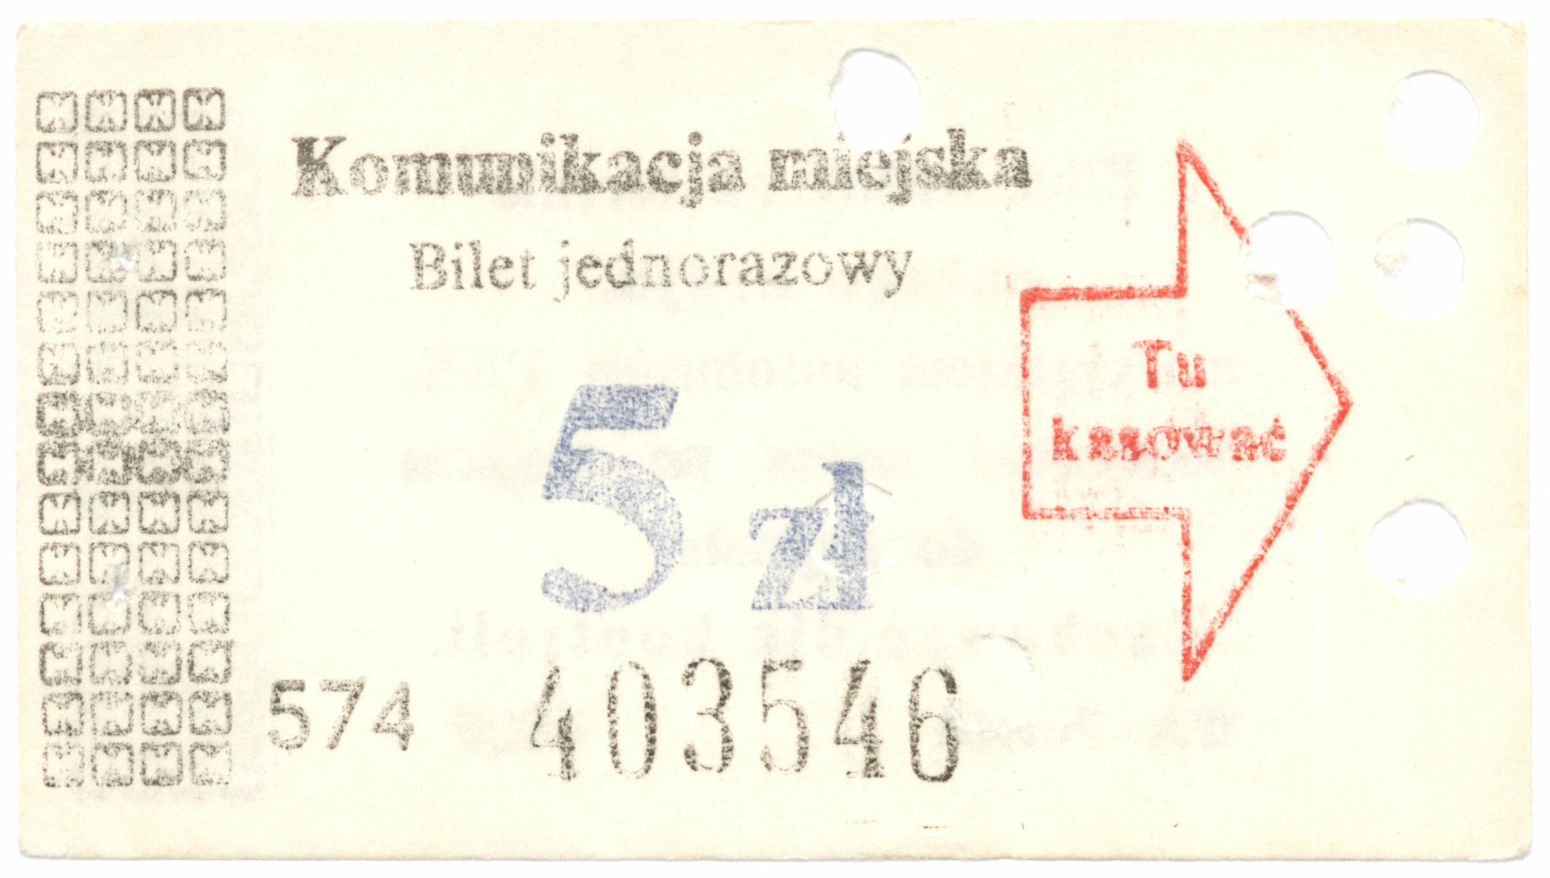 Komunikacja miejska
Bilet jednorazowy
5 zł
Tu
kasować
574 403546